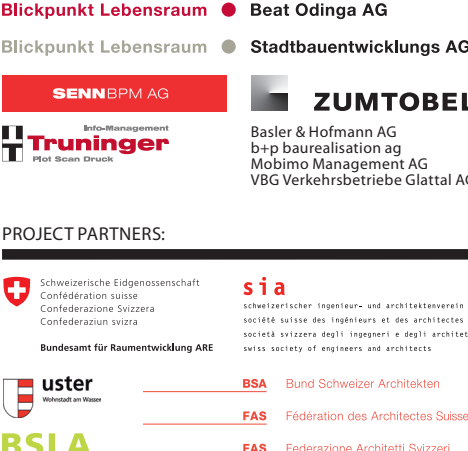 Blickpunkt Lebensraum ● Beat Odinga AG
Blickpunkt Lebensraum ● Stadtbauentwicklungs AG
SENNBPM AG
ZUMTOBEL
Info-Management
Truninger
Plot Scan Druck
Basler & Hofmann AG
b+p baurealisation ag
Mobimo Management AG
VBG Verkehrsbetriebe Glattal AG
PROJECT PARTNERS:
Schweizerische Eidgenossenschaft
Confédération suisse
Confederazione Svizzera
Confederaziun svizra
Bundesamt für Raumentwicklung ARE
sia
schweizerischer ingenieur- und architektenverein
société suisse des ingénieurs et des architectes
società svizzera degli ingegneri e degli architet
swiss society of engineers and architects
uster
Wohnstadt am Wasser
BSA Bund Schweizer Architekten
FAS Fédération des Architectes Suisse
FAS Federazione Architetti Svizzeri
BSLA